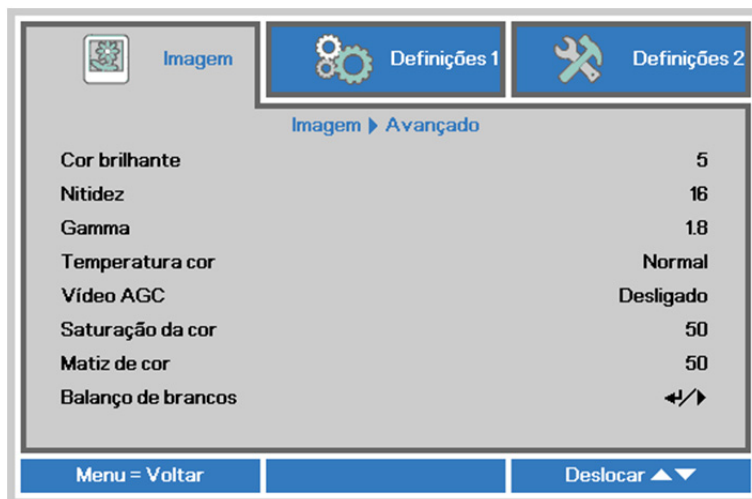 Imagem Definições 1 Definições 2
Imagem ▶ Avançado
Cor brilhante 5
Nitidez 16
Gamma 1.8
Temperatura cor Normal
Vídeo AGC Desligado
Saturação da cor 50
Matiz de cor 50
Balanço de brancos ↵/▶
Menu = Voltar Deslocar ▲▼